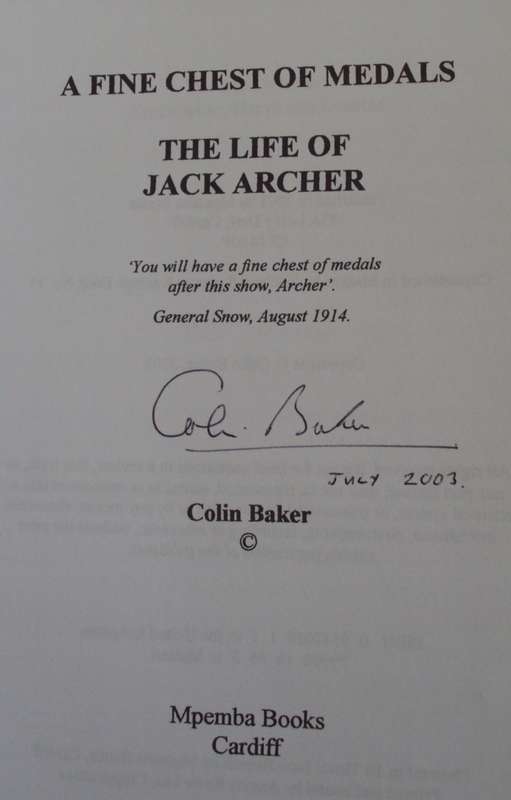 A FINE CHEST OF MEDALS
THE LIFE OF
JACK ARCHER
'You will have a fine chest of medals
after this show, Archer'.
General Snow, August 1914.
Colin Baker
JULY 2003.
Colin Baker
©
Mpemba Books
Cardiff